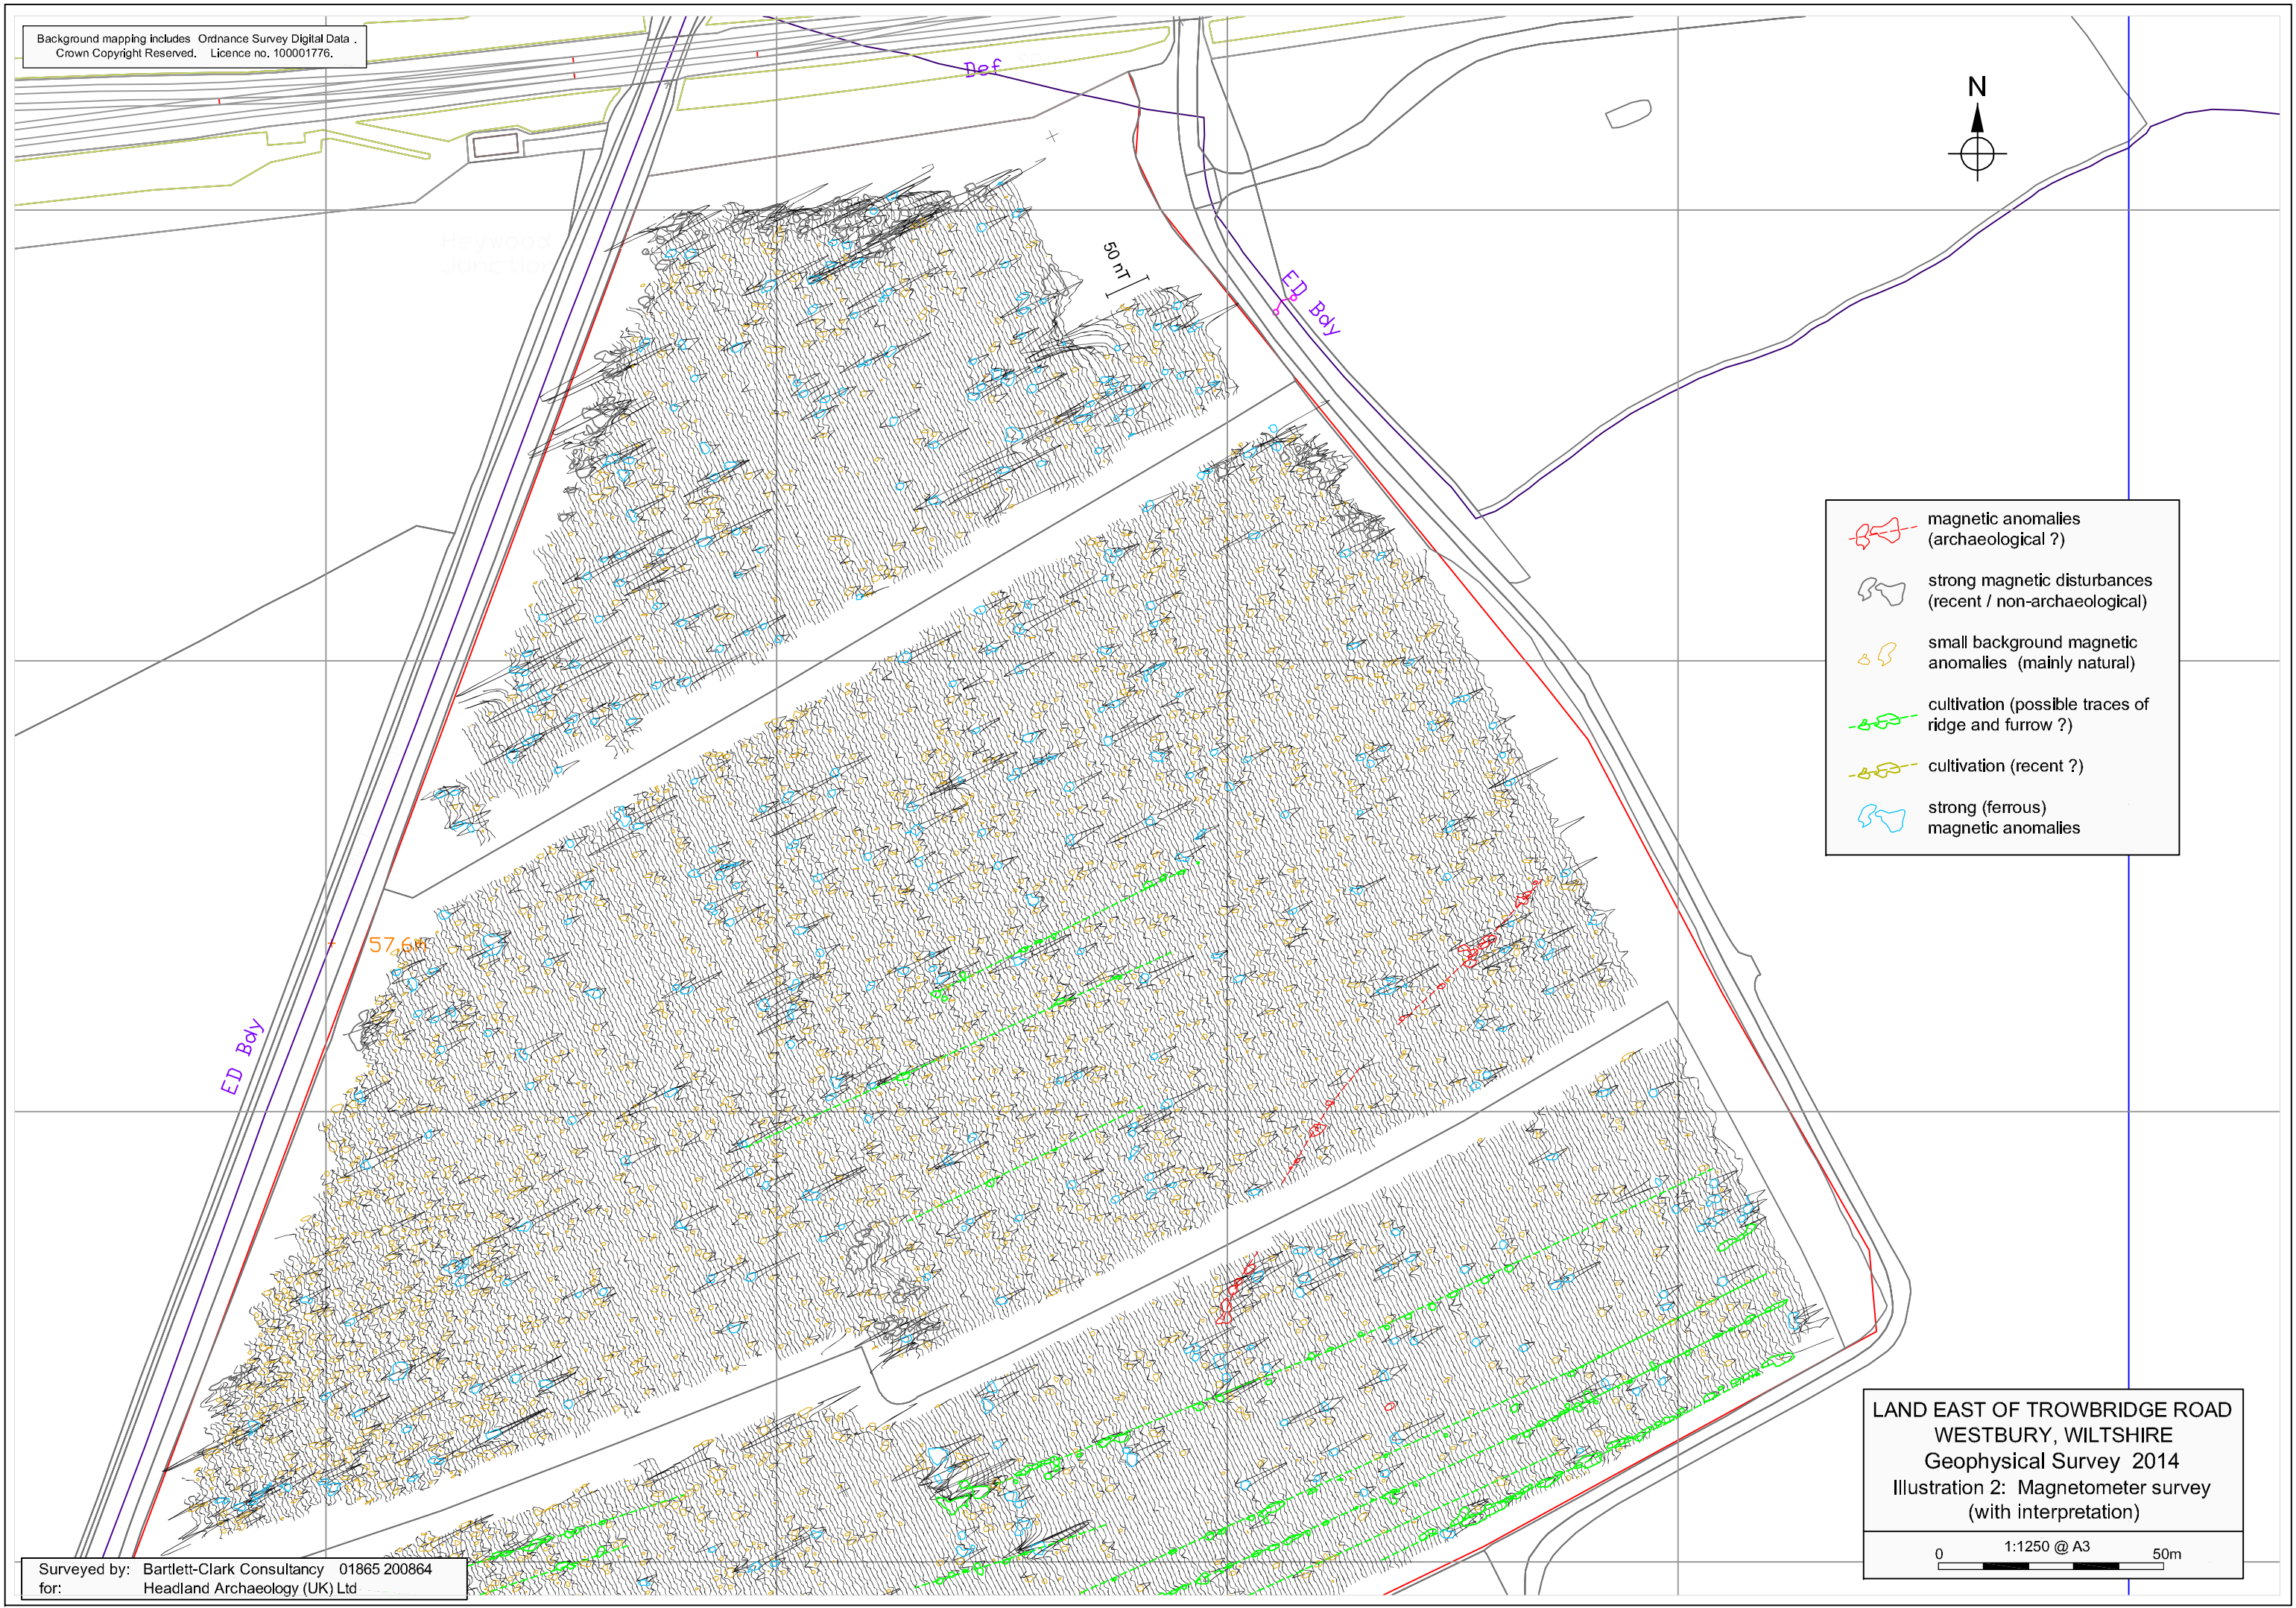 Background mapping includes Ordnance Survey Digital Data .
Crown Copyright Reserved. Licence no. 100001776.
Def
N
Heywood
Junction
50 nT
ED Bdy
magnetic anomalies
(archaeological ?)
strong magnetic disturbances
(recent / non-archaeological)
small background magnetic
anomalies (mainly natural)
cultivation (possible traces of
ridge and furrow ?)
cultivation (recent ?)
strong (ferrous)
magnetic anomalies
57.6m
ED Bdy
LAND EAST OF TROWBRIDGE ROAD
WESTBURY, WILTSHIRE
Geophysical Survey 2014
Illustration 2: Magnetometer survey
(with interpretation)
1:1250 @ A3
0 50m
Surveyed by: Bartlett-Clark Consultancy 01865 200864
for: Headland Archaeology (UK) Ltd